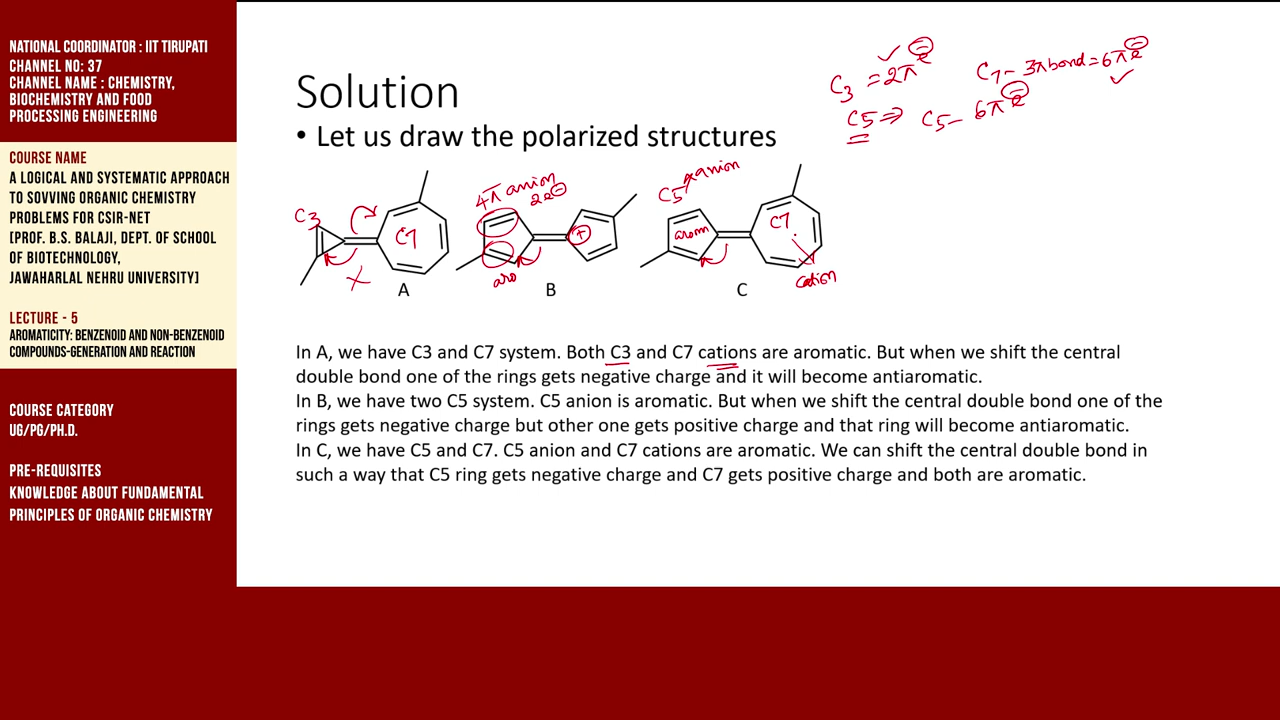 NATIONAL COORDINATOR : IIT TIRUPATI
CHANNEL NO: 37
CHANNEL NAME : CHEMISTRY,
BIOCHEMISTRY AND FOOD
PROCESSING ENGINEERING
COURSE NAME
A LOGICAL AND SYSTEMATIC APPROACH
TO SOVVING ORGANIC CHEMISTRY
PROBLEMS FOR CSIR-NET
[PROF. B.S. BALAJI, DEPT. OF SCHOOL
OF BIOTECHNOLOGY,
JAWAHARLAL NEHRU UNIVERSITY]
LECTURE - 5
AROMATICITY: BENZENOID AND NON-BENZENOID
COMPOUNDS-GENERATION AND REACTION
COURSE CATEGORY
UG/PG/PH.D.
PRE-REQUISITES
KNOWLEDGE ABOUT FUNDAMENTAL
PRINCIPLES OF ORGANIC CHEMISTRY
Solution
• Let us draw the polarized structures
C3 = 2π e⊖
C7 – 3π bond = 6π e⊖
C5 ⇒ C5 – 6π e⊖
C3
C7
A
4π anion
2e⊖
+
aro
B
C5 anion
arom
C7
cation
C
In A, we have C3 and C7 system. Both C3 and C7 cations are aromatic. But when we shift the central
double bond one of the rings gets negative charge and it will become antiaromatic.
In B, we have two C5 system. C5 anion is aromatic. But when we shift the central double bond one of the
rings gets negative charge but other one gets positive charge and that ring will become antiaromatic.
In C, we have C5 and C7. C5 anion and C7 cations are aromatic. We can shift the central double bond in
such a way that C5 ring gets negative charge and C7 gets positive charge and both are aromatic.